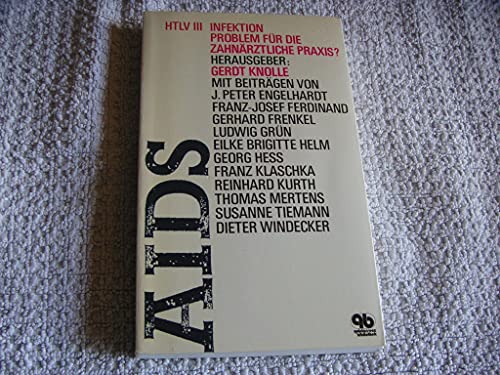 HTLV III INFEKTION
PROBLEM FÜR DIE
ZAHNÄRZTLICHE PRAXIS?
HERAUSGEBER:
GERDT KNOLLE
MIT BEITRÄGEN VON
J. PETER ENGELHARDT
FRANZ-JOSEF FERDINAND
GERHARD FRENKEL
LUDWIG GRÜN
EILKE BRIGITTE HELM
GEORG HESS
FRANZ KLASCHKA
REINHARD KURTH
THOMAS MERTENS
SUSANNE TIEMANN
DIETER WINDECKER
AIDS